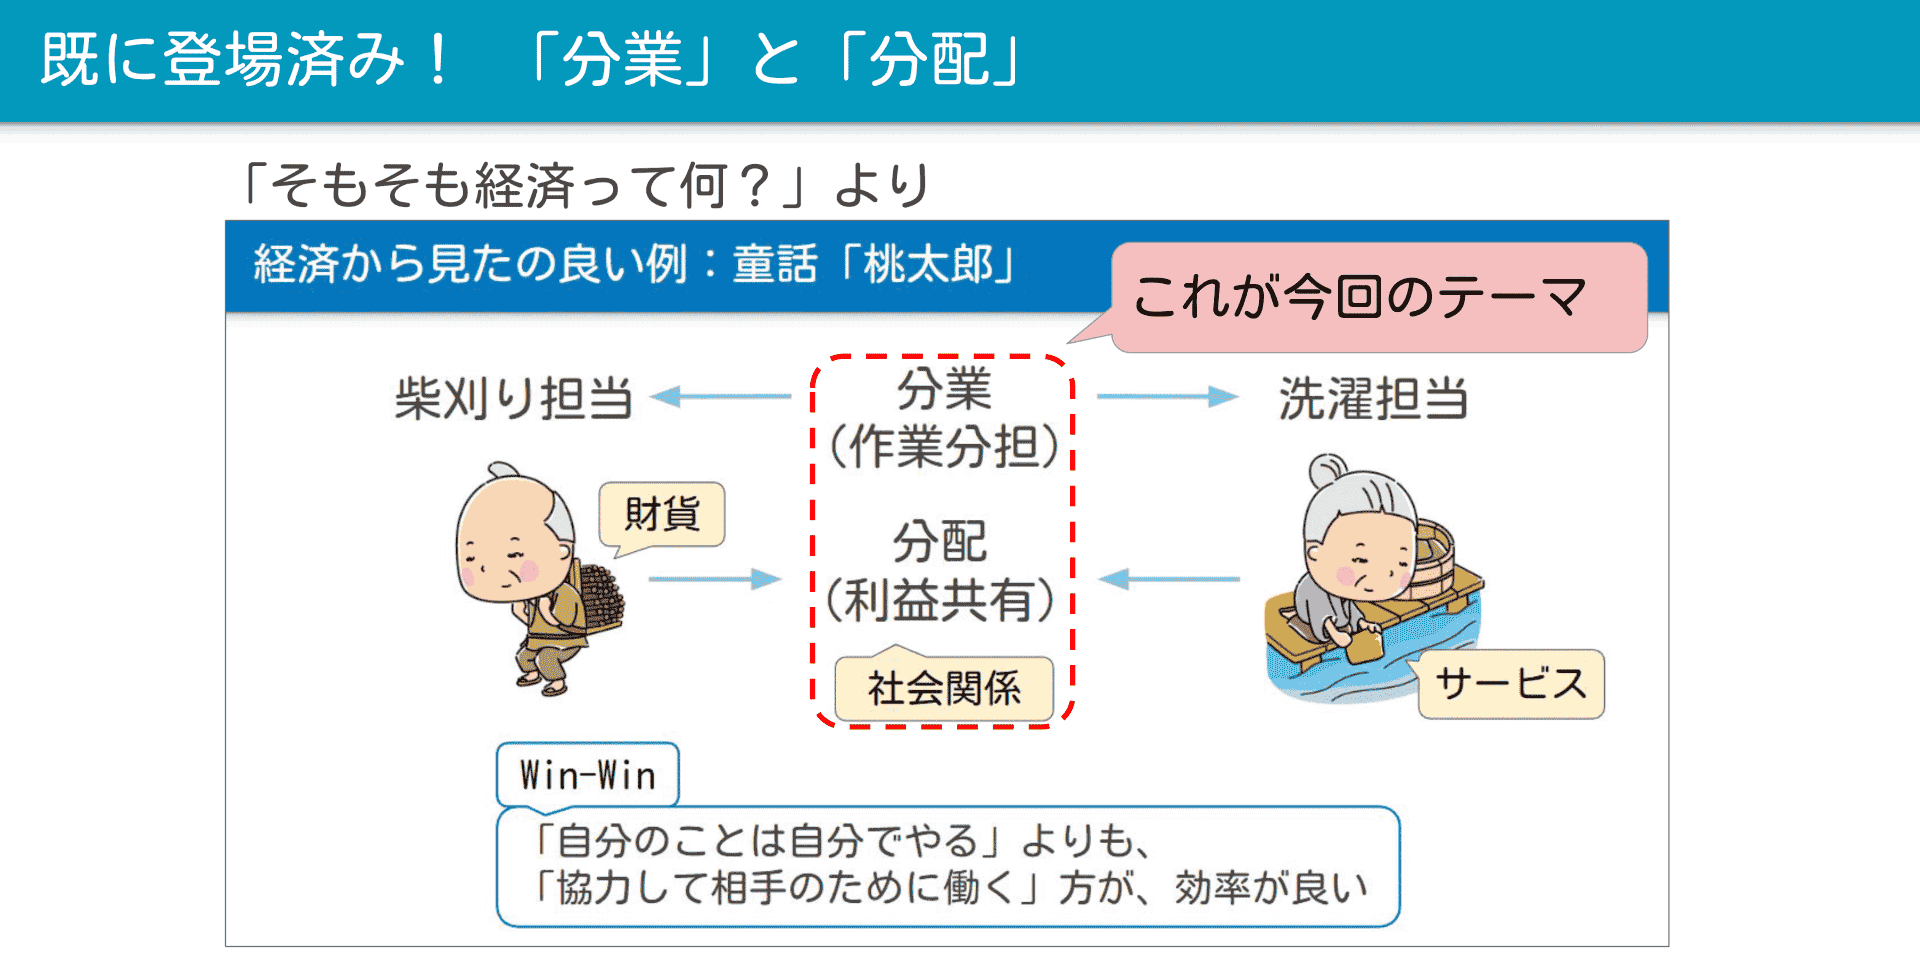 既に登場済み！　「分業」と「分配」
「そもそも経済って何？」より
経済から見たの良い例：童話「桃太郎」
これが今回のテーマ
柴刈り担当
分業
（作業分担）
洗濯担当
財貨
分配
（利益共有）
社会関係
サービス
Win-Win
「自分のことは自分でやる」よりも、
「協力して相手のために働く」方が、効率が良い